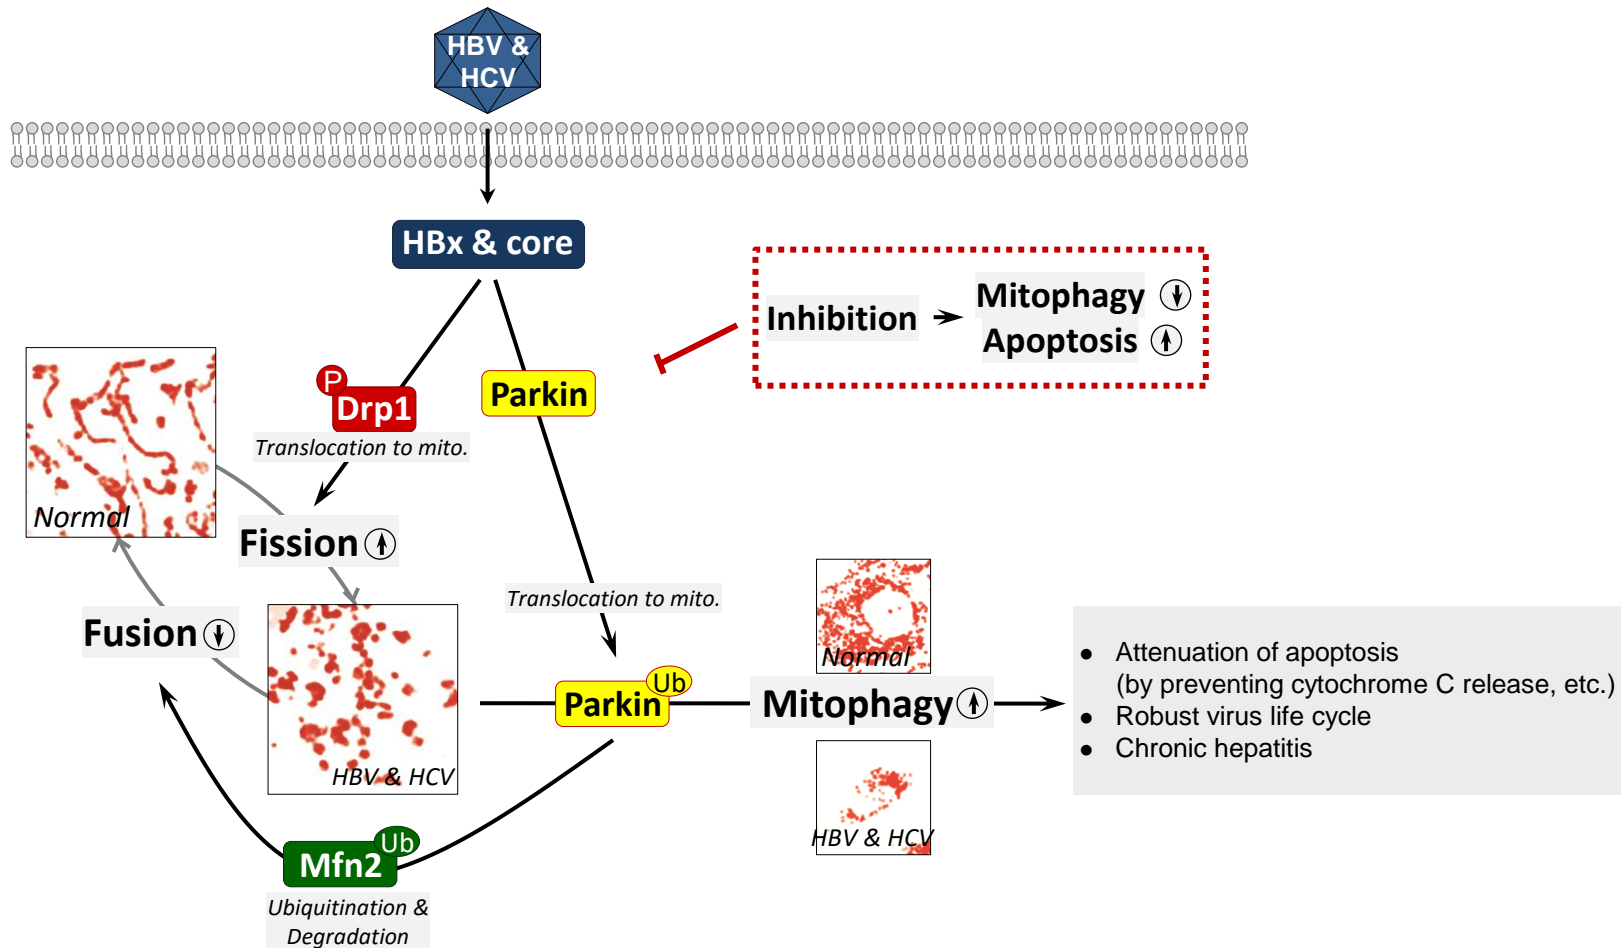 HBV &
HCV
HBx & core
Inhibition
Mitophagy
Apoptosis
P
Drp1
Translocation to mito.
Parkin
Normal
Fission
Fusion
HBV & HCV
Translocation to mito.
Parkin
Ub
Normal
Mitophagy
HBV & HCV
● Attenuation of apoptosis
(by preventing cytochrome C release, etc.)
● Robust virus life cycle
● Chronic hepatitis
Mfn2
Ub
Ubiquitination &
Degradation